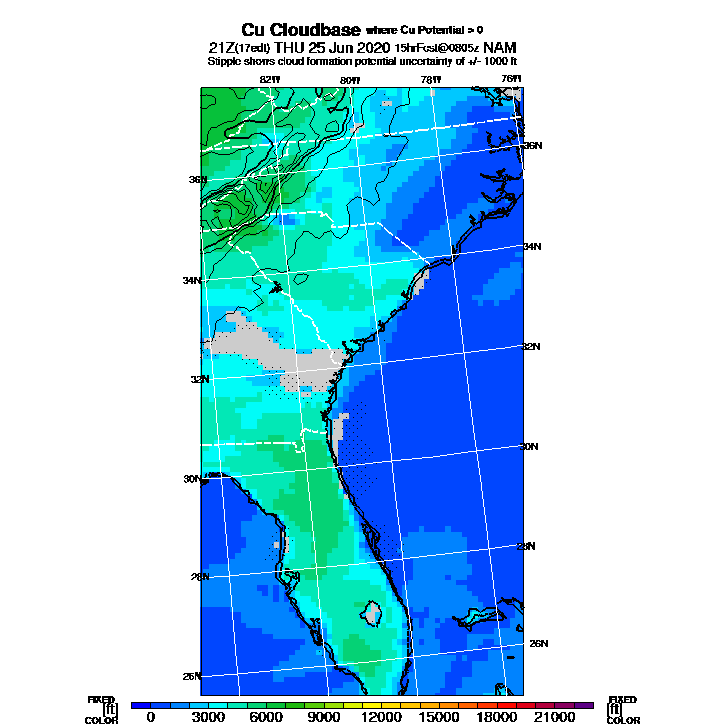 Cu Cloudbase where Cu Potential > 0
21Z(17edt) THU 25 Jun 2020 15hrFcst@0805z NAM
Stipple shows cloud formation potential uncertainty of +/- 1000 ft
82W 80W 78W 76W
36N
36N
34N
34N
32N
32N
30N
30N
28N
28N
26N
26N
FIXED FIXED
[ft] [ft]
COLOR COLOR
0 3000 6000 9000 12000 15000 18000 21000